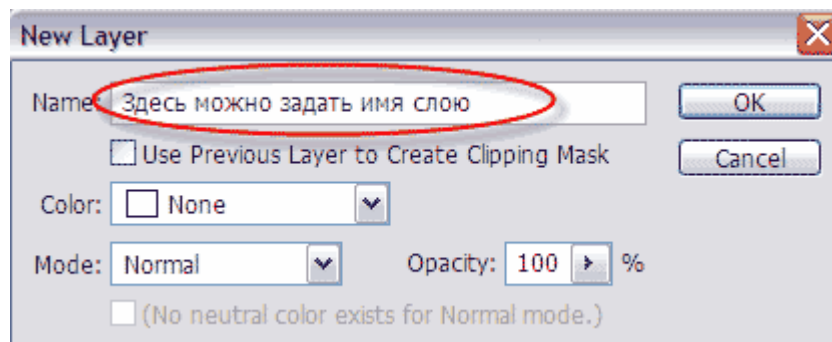 New Layer
Name: Здесь можно задать имя слою OK
Use Previous Layer to Create Clipping Mask Cancel
Color: None
Mode: Normal Opacity: 100 %
(No neutral color exists for Normal mode.)